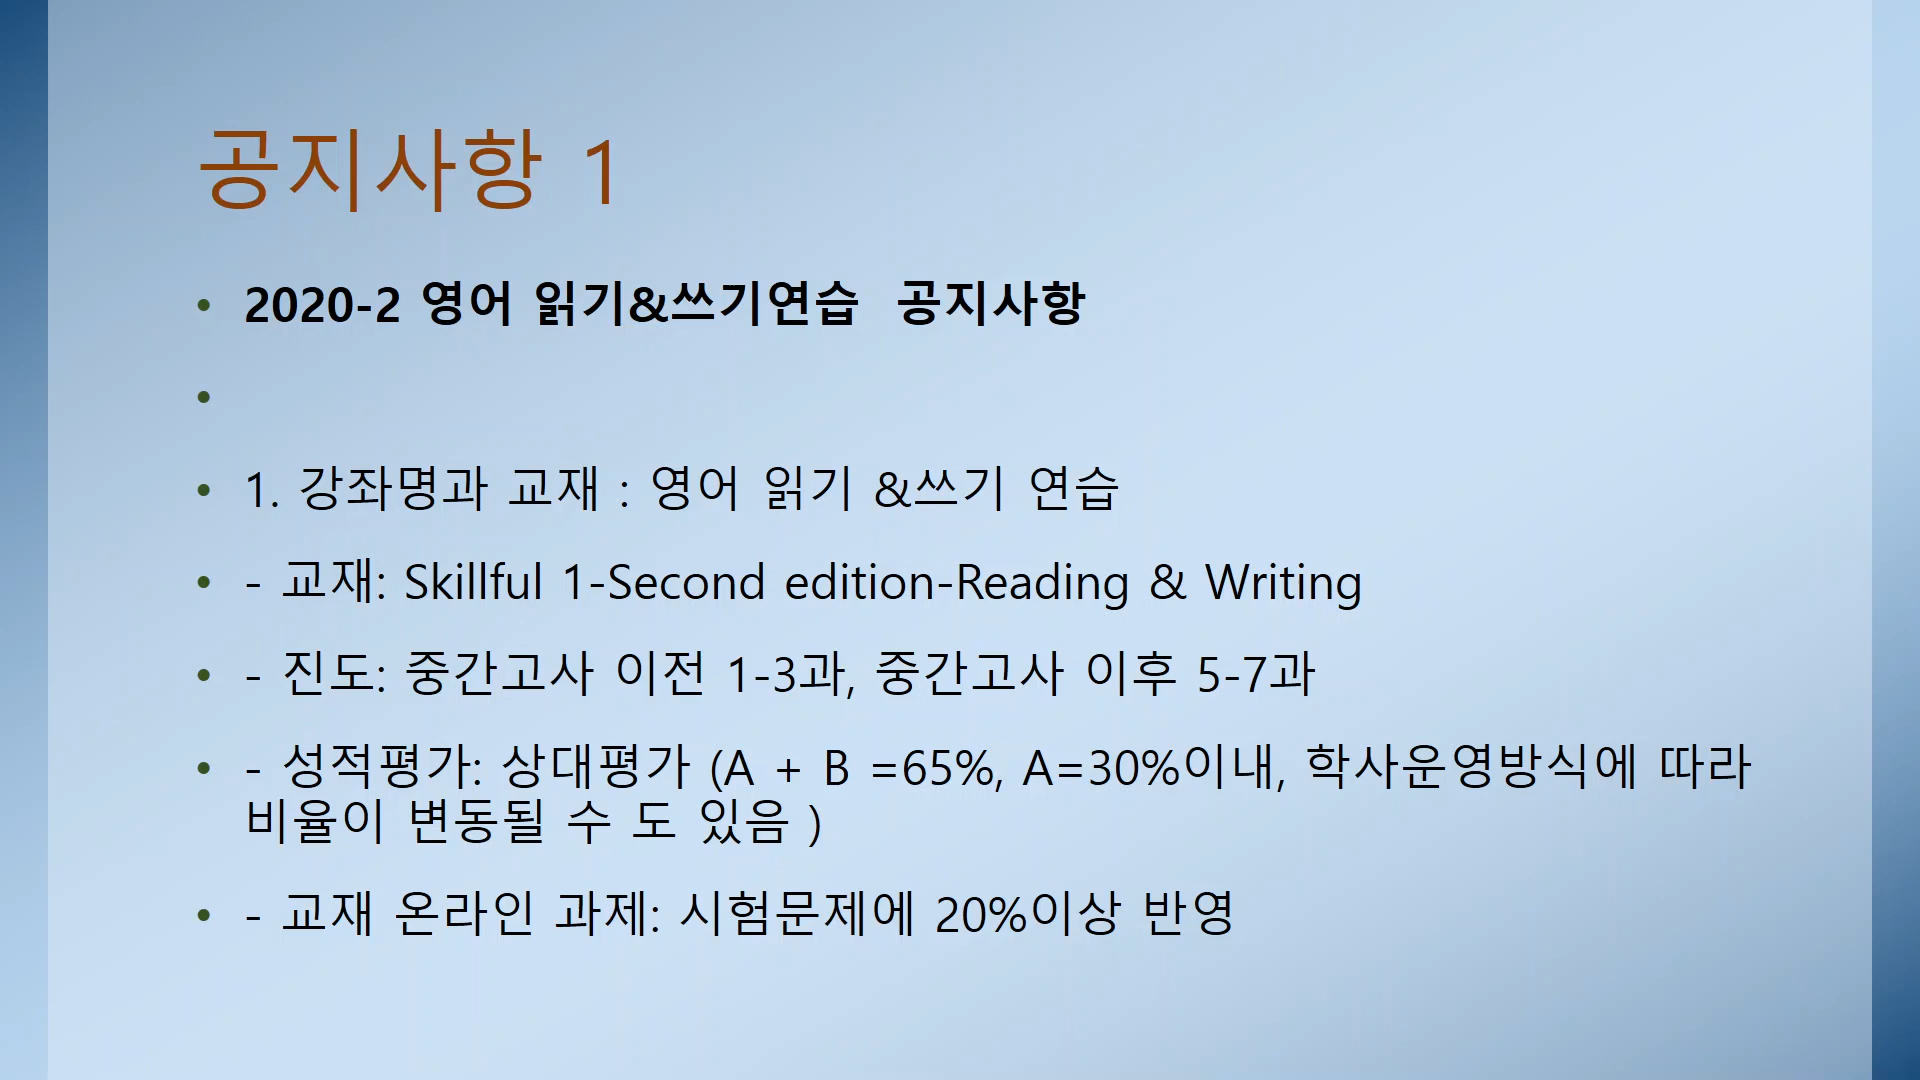 공지사항 1
• 2020-2 영어 읽기&쓰기연습  공지사항
•
• 1. 강좌명과 교재 : 영어 읽기 &쓰기 연습
• - 교재: Skillful 1-Second edition-Reading & Writing
• - 진도: 중간고사 이전 1-3과, 중간고사 이후 5-7과
• - 성적평가: 상대평가 (A + B =65%, A=30%이내, 학사운영방식에 따라
비율이 변동될 수 도 있음 )
• - 교재 온라인 과제: 시험문제에 20%이상 반영